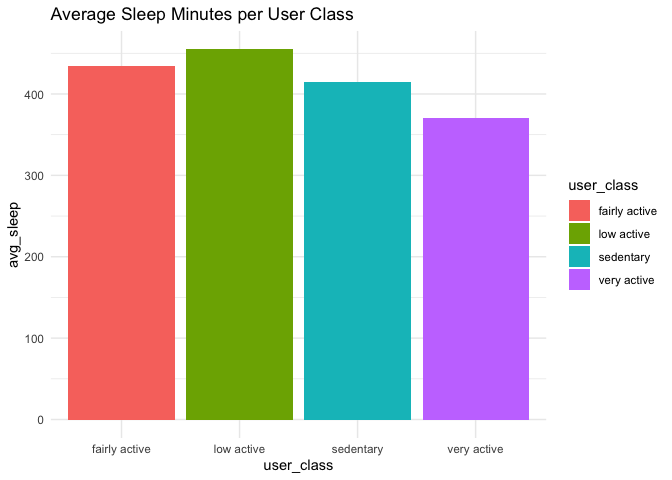 Average Sleep Minutes per User Class
avg_sleep
400
300
200
100
0
fairly active
low active
sedentary
very active
user_class
user_class
fairly active
low active
sedentary
very active